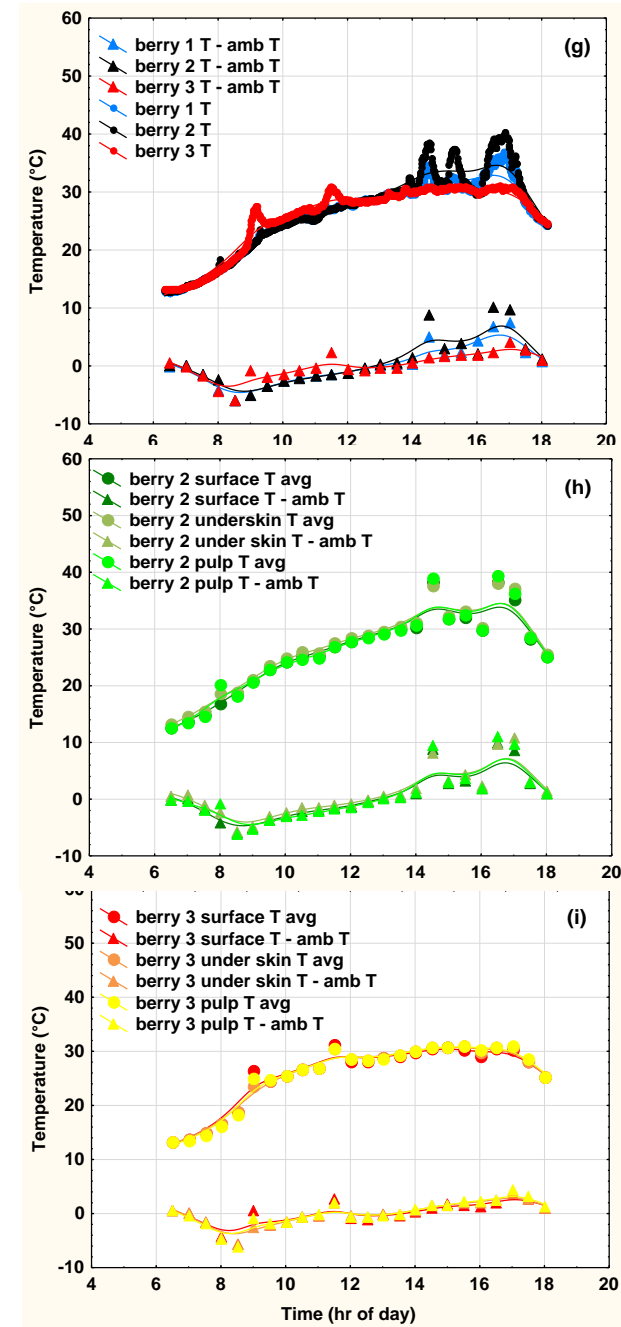 60
berry 1 T - amb T
(g)
berry 2 T - amb T
50
berry 3 T - amb T
berry 1 T
40
berry 2 T
berry 3 T
30
20
10
0
-10
Temperature (°C)
4 6 8 10 12 14 16 18 20
60
berry 2 surface T avg
(h)
berry 2 surface T - amb T
50
berry 2 underskin T avg
berry 2 under skin T - amb T
40
berry 2 pulp T avg
berry 2 pulp T - amb T
30
20
10
0
-10
Temperature (°C)
4 6 8 10 12 14 16 18 20
berry 3 surface T avg
(i)
berry 3 surface T - amb T
50
berry 3 under skin T avg
berry 3 under skin T - amb T
40
berry 3 pulp T avg
berry 3 pulp T - amb T
30
20
10
0
-10
Temperature (°C)
4 6 8 10 12 14 16 18 20
Time (hr of day)